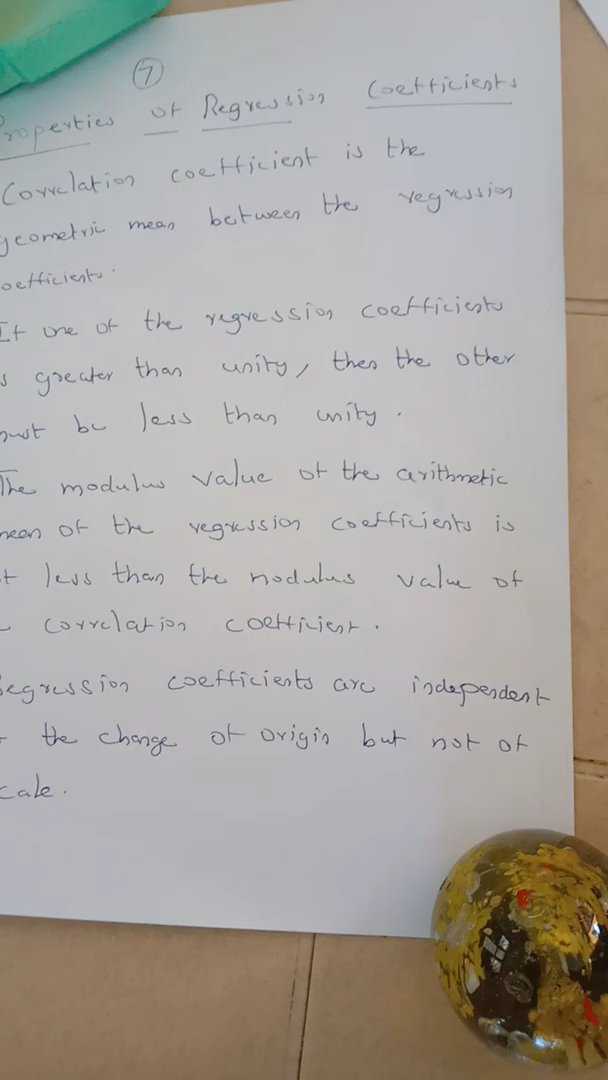 7
Properties of Regression Coefficients
Correlation coefficient is the
geometric mean between the regression
oefficients.
If one of the regression coefficients
s greater than unity, then the other
must be less than unity.
The modulus value of the arithmetic
mean of the regression coefficients is
t less than the modulus value of
correlation coefficient.
Regression coefficients are independent
the change of origin but not of
cale.